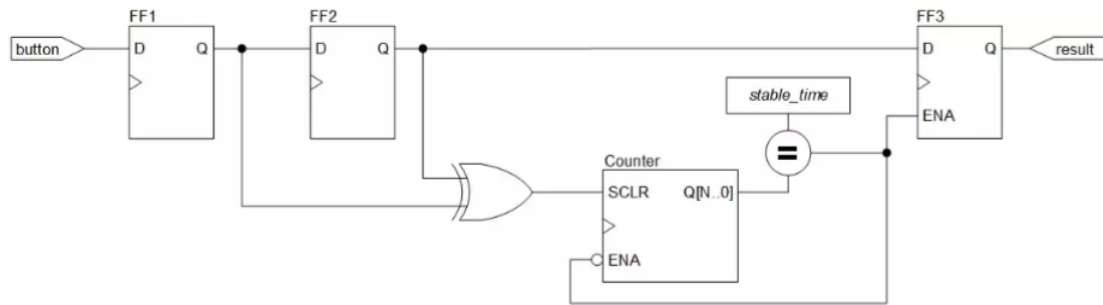 FF1
FF2
FF3
button
D
Q
D
Q
D
Q
result
stable_time
ENA
=
Counter
SCLR
Q[N..0]
ENA